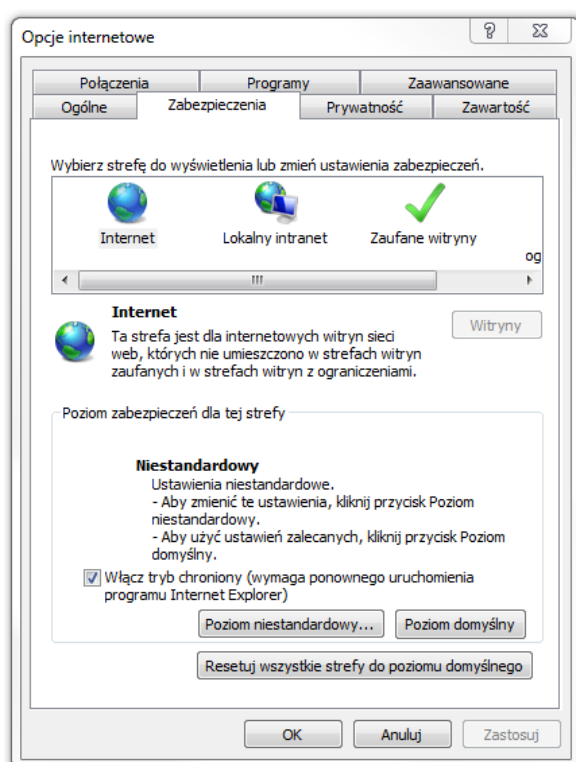 Opcje internetowe
Połączenia Programy Zaawansowane
Ogólne Zabezpieczenia Prywatność Zawartość
Wybierz strefę do wyświetlenia lub zmień ustawienia zabezpieczeń.
Internet Lokalny intranet Zaufane witryny
og
Internet
Witryny
Ta strefa jest dla internetowych witryn sieci
web, których nie umieszczono w strefach witryn
zaufanych i w strefach witryn z ograniczeniami.
Poziom zabezpieczeń dla tej strefy
Niestandardowy
Ustawienia niestandardowe.
- Aby zmienić te ustawienia, kliknij przycisk Poziom
niestandardowy.
- Aby użyć ustawień zalecanych, kliknij przycisk Poziom
domyślny.
Włącz tryb chroniony (wymaga ponownego uruchomienia
programu Internet Explorer)
Poziom niestandardowy... Poziom domyślny
Resetuj wszystkie strefy do poziomu domyślnego
OK Anuluj Zastosuj